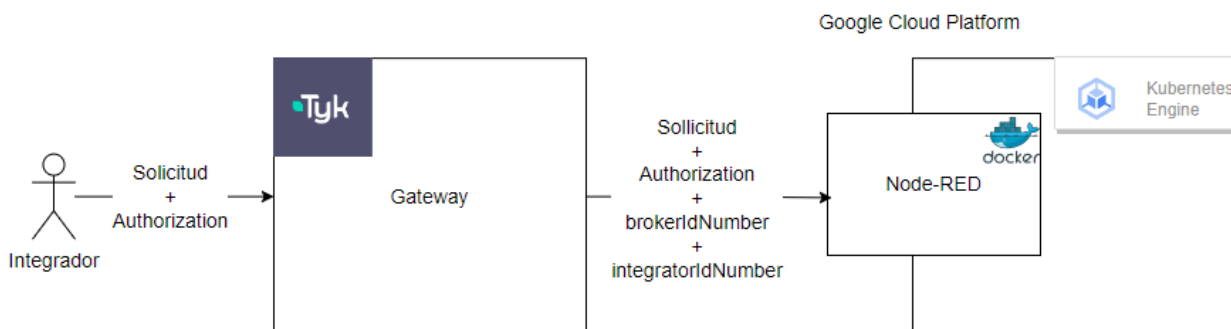 Google Cloud Platform
Tyk
Kubernetes
Engine
Sollicitud
+
Authorization
+
brokerIdNumber
+
integratorIdNumber
docker
Node-RED
Solicitud
+
Authorization
Gateway
Integrador